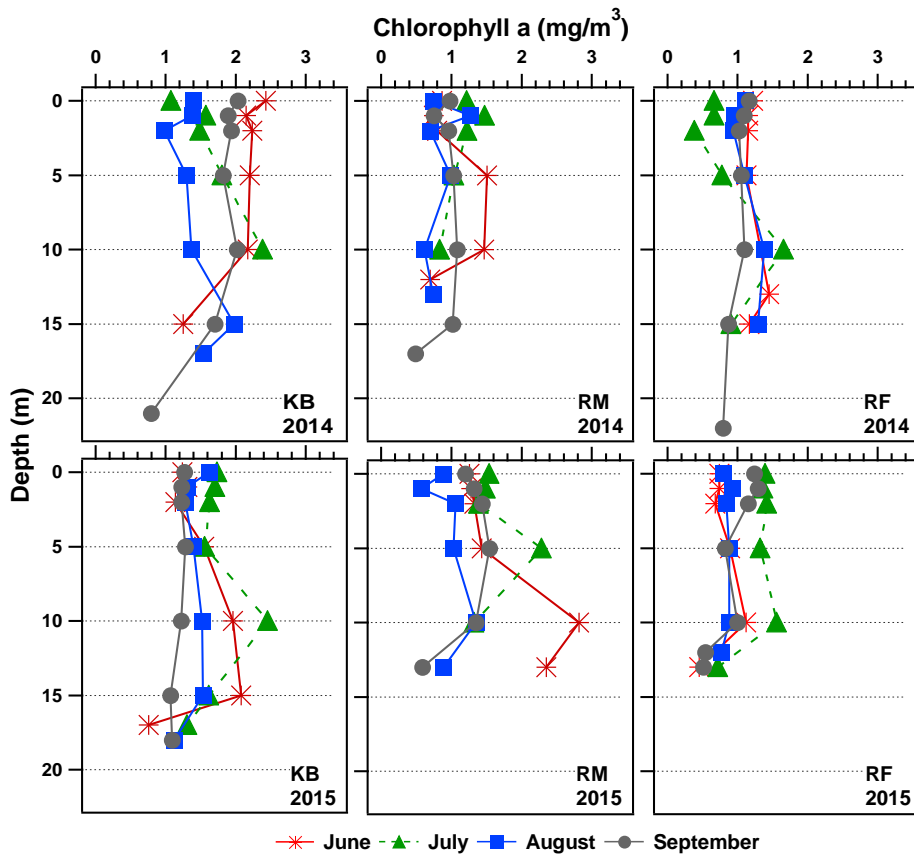 Chlorophyll a (mg/m³)
0 1 2 3 0 1 2 3 0 1 2 3
0
5
10
15
20
KB
2014
RM
2014
RF
2014
Depth (m)
0
5
10
15
20
KB
2015
RM
2015
RF
2015
June July August September